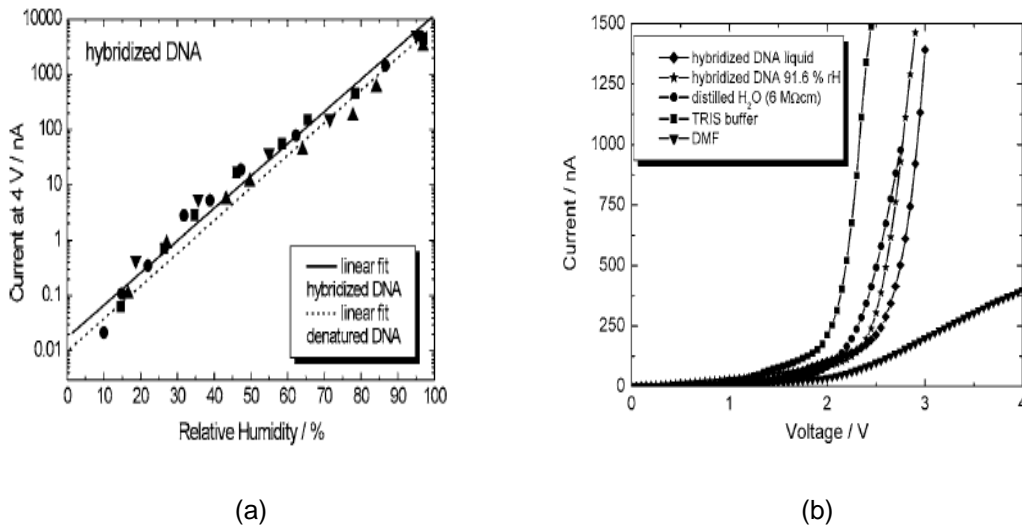 hybridized DNA
10000
1000
100
10
1
0.1
0.01
Current at 4 V / nA
linear fit
hybridized DNA
linear fit
denatured DNA
0 10 20 30 40 50 60 70 80 90 100
Relative Humidity / %
(a)
1500
1250
1000
750
500
250
0
Current / nA
hybridized DNA liquid
hybridized DNA 91.6 % rH
distilled H₂O (6 MΩcm)
TRIS buffer
DMF
0 1 2 3 4
Voltage / V
(b)